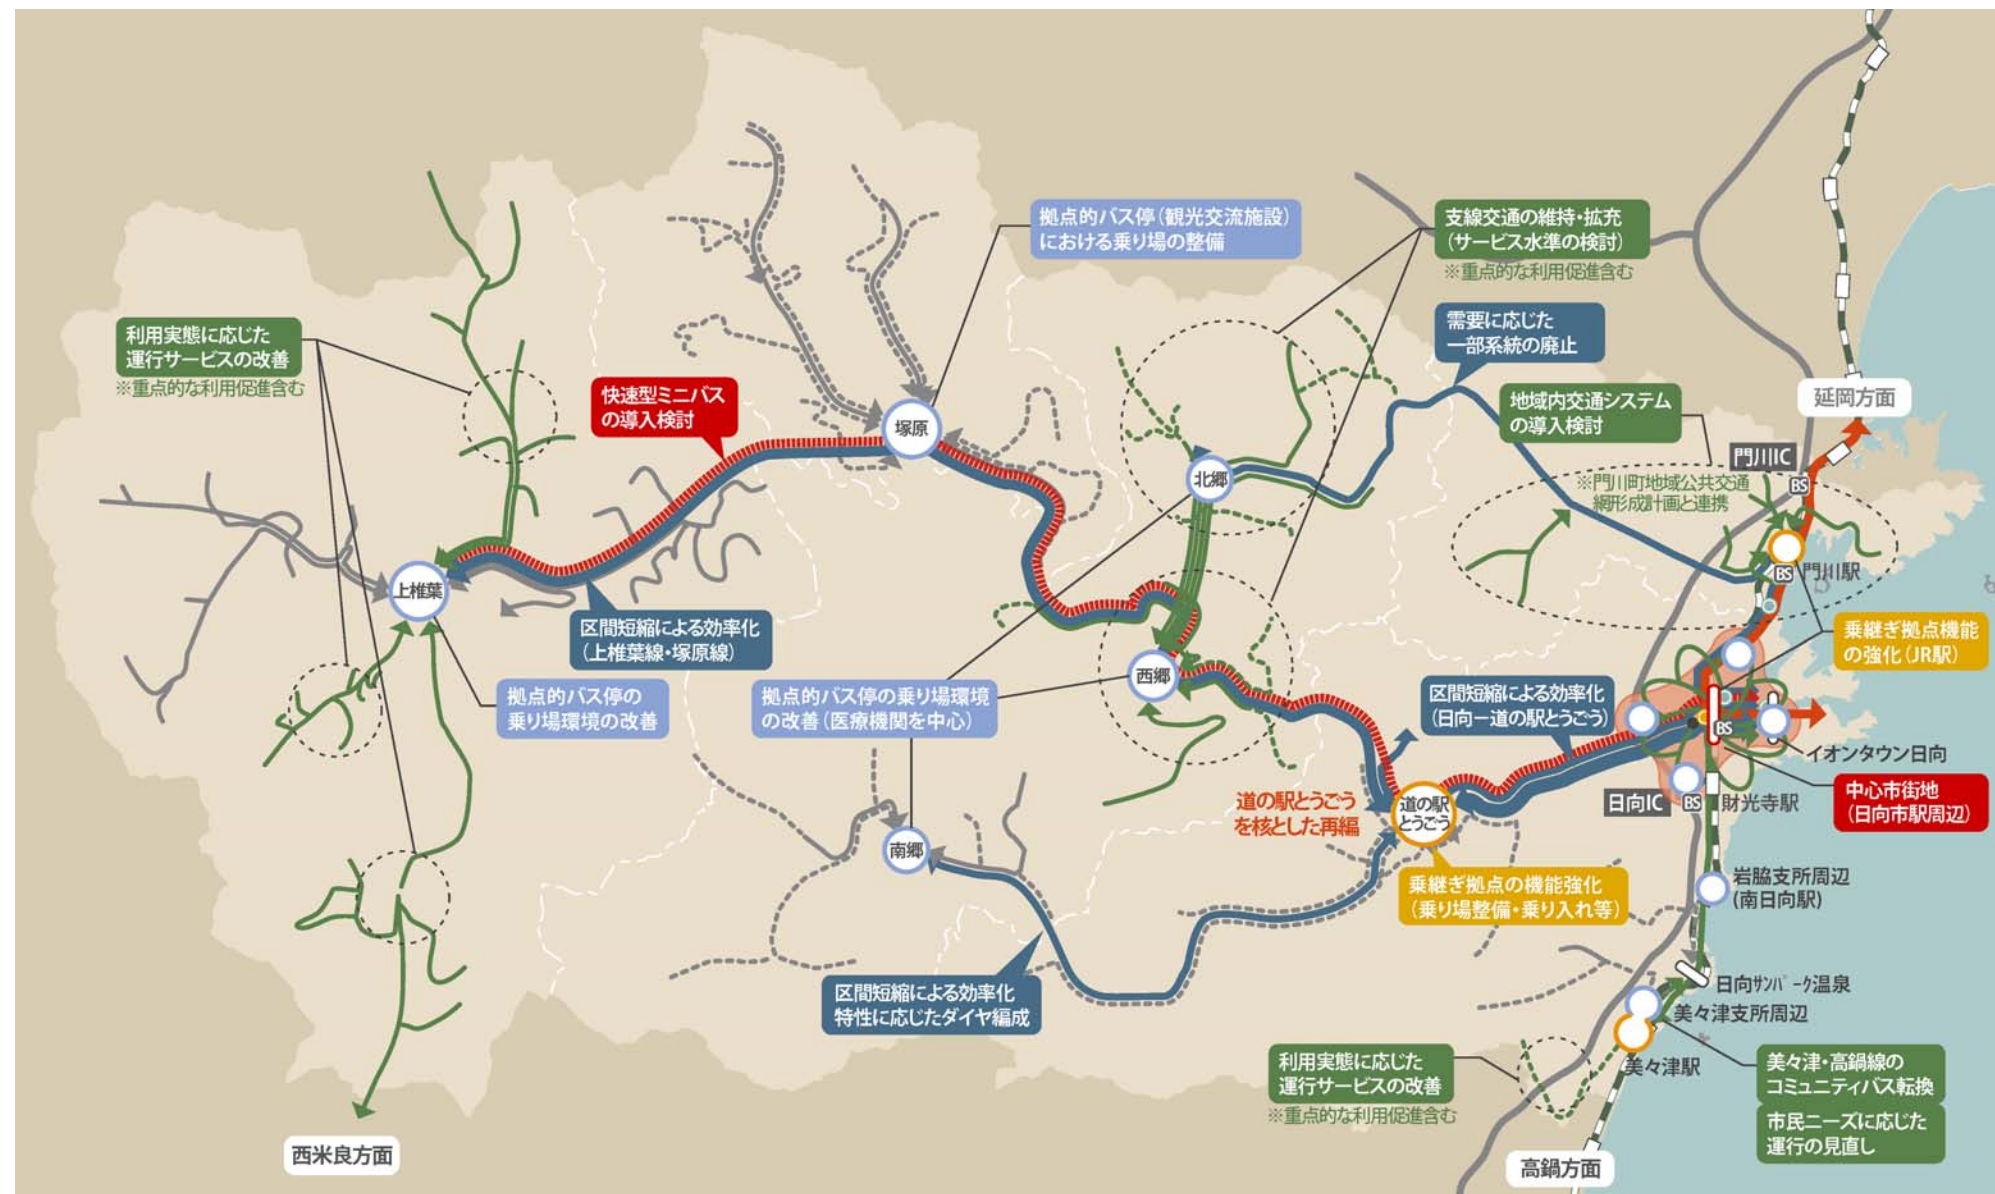 拠点的バス停（観光交流施設）
における乗り場の整備
支線交通の維持・拡充
（サービス水準の検討）
※重点的な利用促進含む
利用実態に応じた
運行サービスの改善
※重点的な利用促進含む
需要に応じた
一部系統の廃止
快速型ミニバス
の導入検討
地域内交通システム
の導入検討
延岡方面
塚原
門川IC
北郷
※門川町地域公共交通
網形成計画と連携
BS
上椎葉
BS
門川駅
区間短縮による効率化
（上椎葉線・塚原線）
乗継ぎ拠点機能
の強化（JR駅）
西郷
拠点的バス停の
乗り場環境の改善
拠点的バス停の乗り場環境
の改善（医療機関を中心）
区間短縮による効率化
（日向ー道の駅とうごう）
BS
イオンタウン日向
道の駅とうごう
を核とした再編
道の駅
とうごう
日向IC
BS
財光寺駅
中心市街地
（日向市駅周辺）
南郷
乗継ぎ拠点の機能強化
（乗り場整備・乗り入れ等）
岩脇支所周辺
(南日向駅)
区間短縮による効率化
特性に応じたダイヤ編成
日向ｻﾝﾊﾟｰｸ温泉
美々津支所周辺
美々津駅
利用実態に応じた
運行サービスの改善
※重点的な利用促進含む
美々津・高鍋線の
コミュニティバス転換
市民ニーズに応じた
運行の見直し
西米良方面
高鍋方面